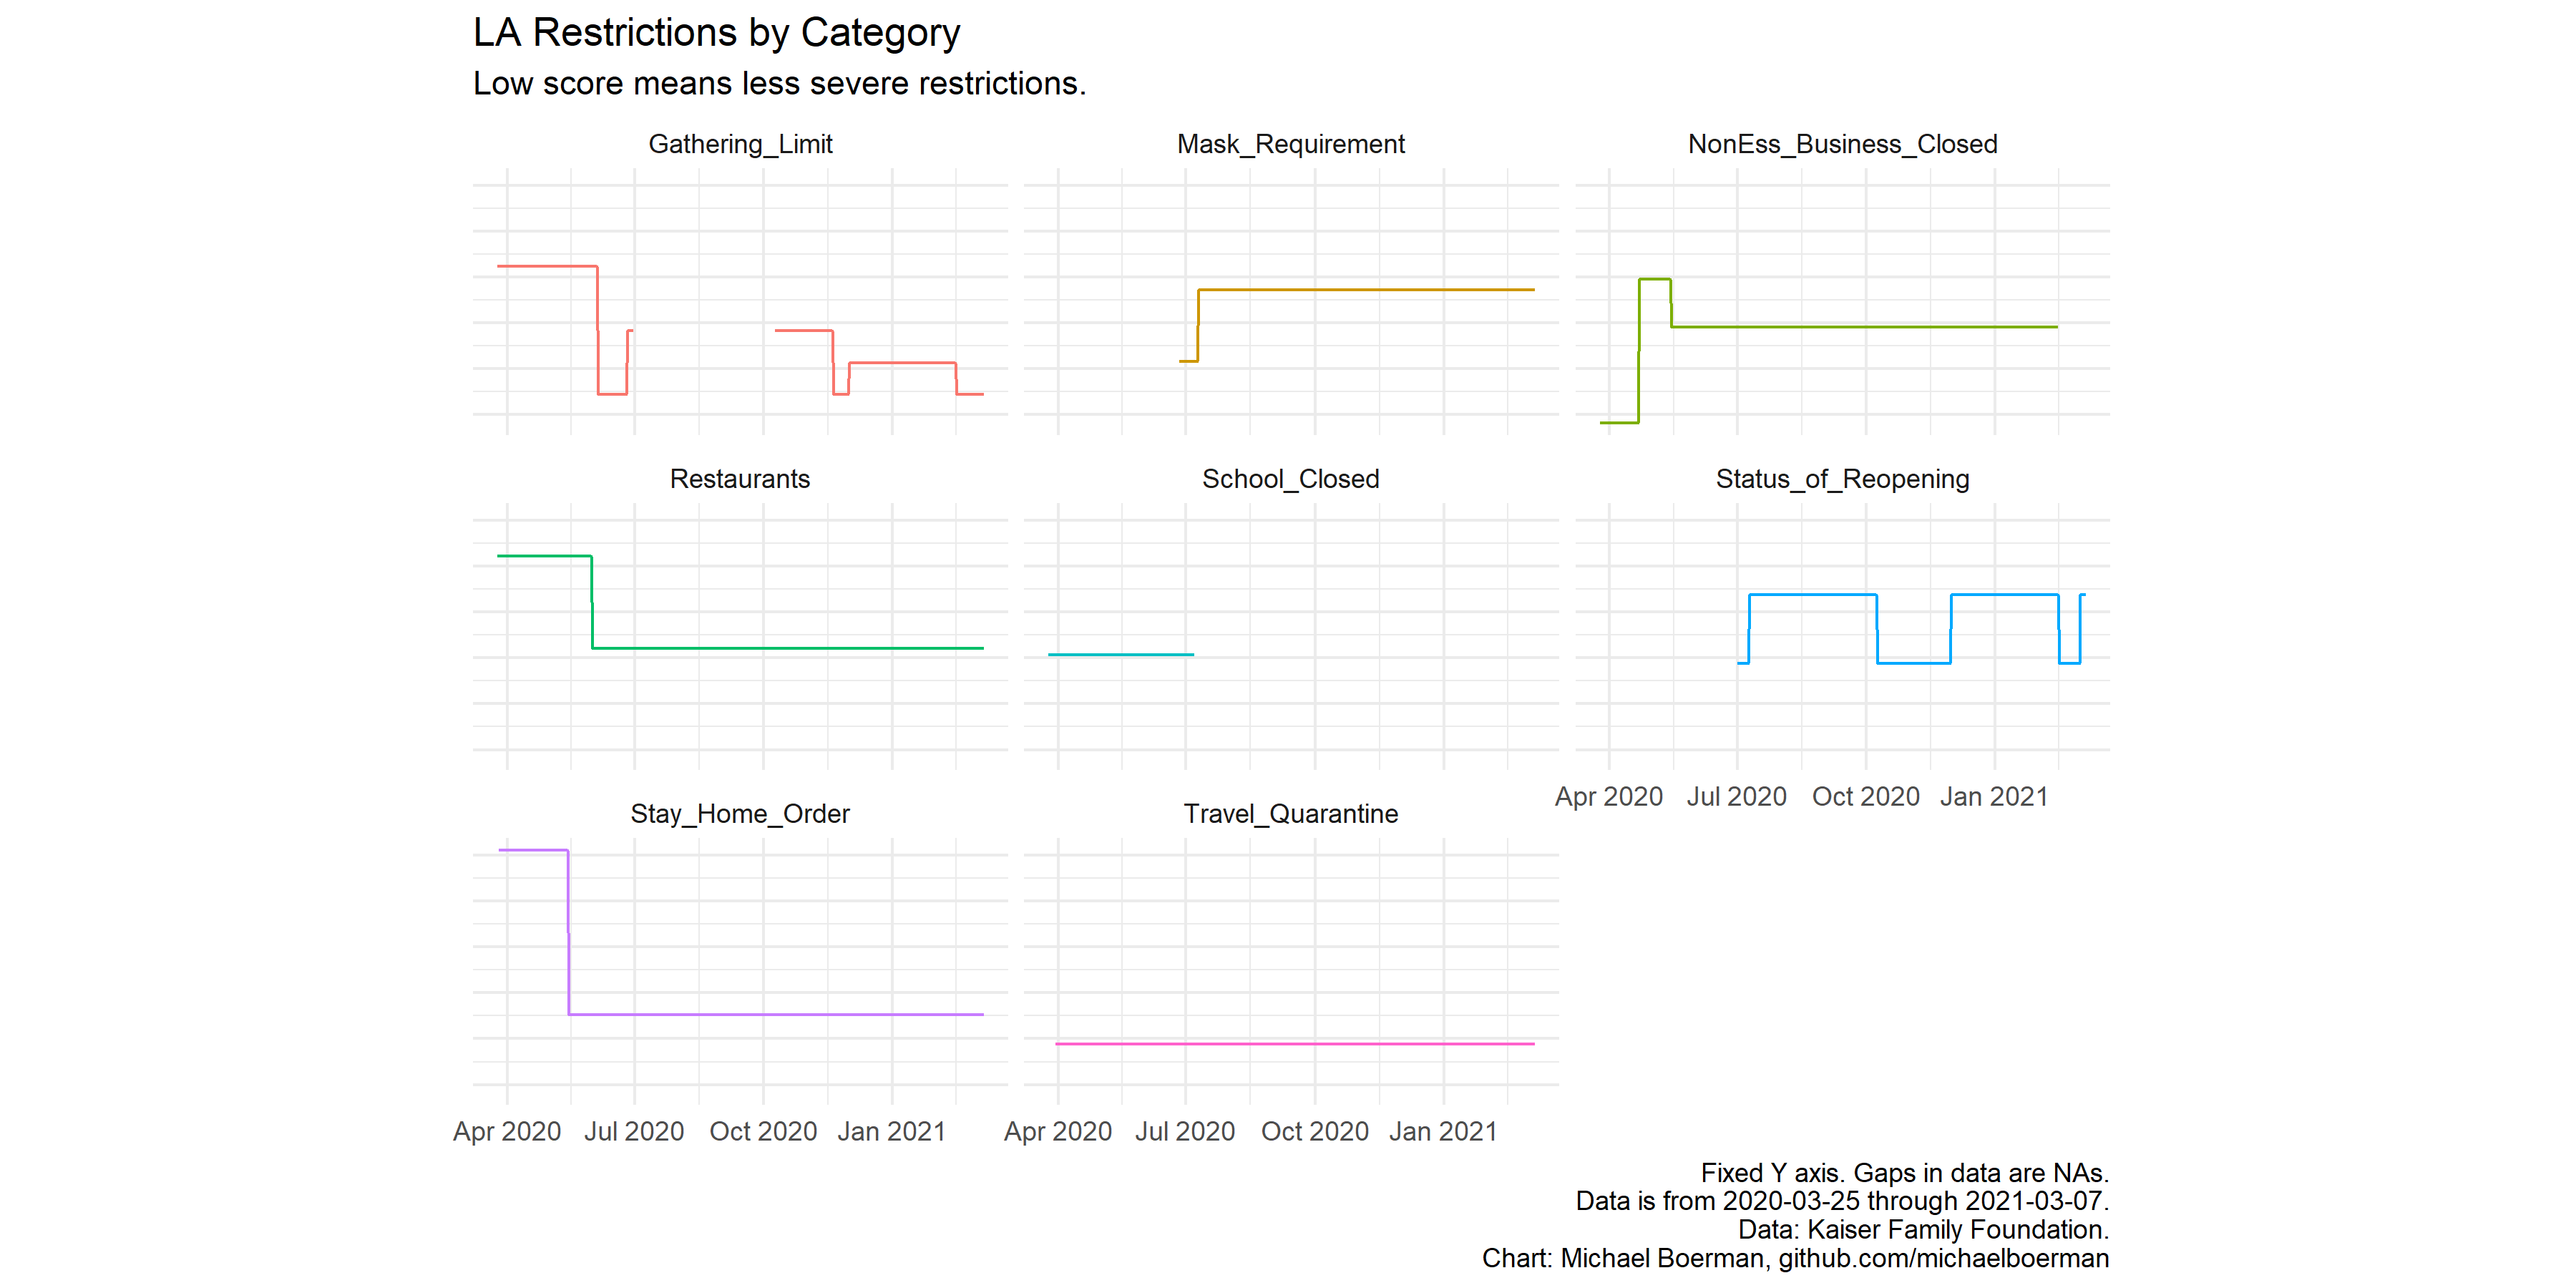 LA Restrictions by Category
Low score means less severe restrictions.
Gathering_Limit
Mask_Requirement
NonEss_Business_Closed
Restaurants
School_Closed
Status_of_Reopening
Apr 2020
Jul 2020
Oct 2020
Jan 2021
Stay_Home_Order
Travel_Quarantine
Apr 2020
Jul 2020
Oct 2020
Jan 2021
Apr 2020
Jul 2020
Oct 2020
Jan 2021
Fixed Y axis. Gaps in data are NAs.
Data is from 2020-03-25 through 2021-03-07.
Data: Kaiser Family Foundation.
Chart: Michael Boerman, github.com/michaelboerman